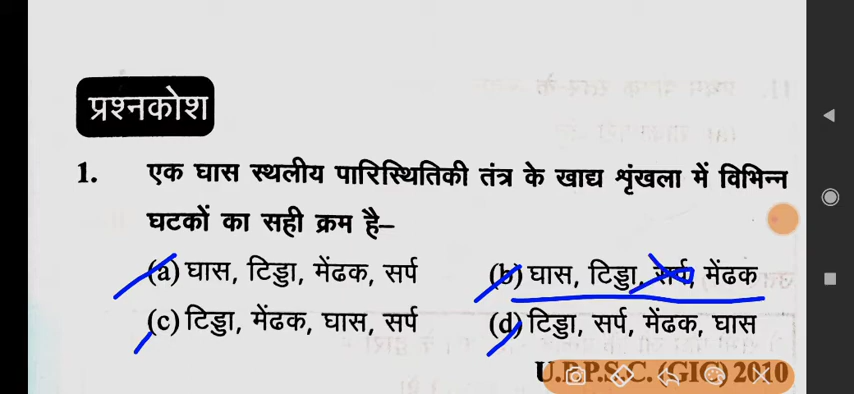 प्रश्नकोश
1. एक घास स्थलीय पारिस्थितिकी तंत्र के खाद्य शृंखला में विभिन्न
घटकों का सही क्रम है–
(a) घास, टिड्डा, मेंढक, सर्प (b) घास, टिड्डा, सर्प, मेंढक
(c) टिड्डा, मेंढक, घास, सर्प (d) टिड्डा, सर्प, मेंढक, घास
U.P.P.S.C. (GIC) 2010